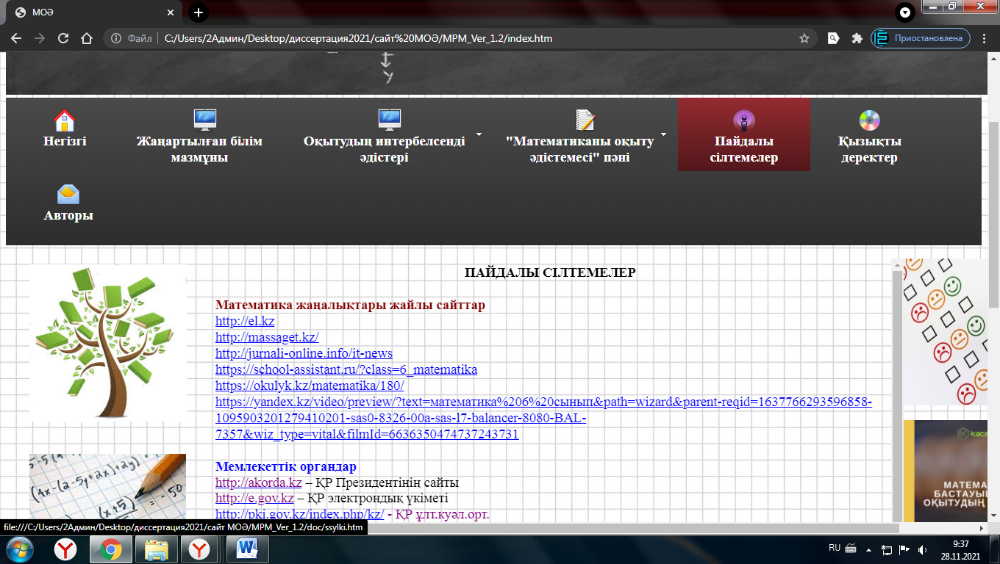 МОӘ
Файл
C:/Users/2Админ/Desktop/диссертация2021/сайт%20МОӘ/MPM_Ver_1.2/index.htm
Приостановлена
y
Негізгі
Жаңартылған білім
мазмұны
Оқытудың интербелсенді
әдістері
"Математиканы оқыту
әдістемесі" пәні
Пайдалы
сілтемелер
Қызықты
деректер
Авторы
ПАЙДАЛЫ СІЛТЕМЕЛЕР
Математика жаңалықтары жайлы сайттар
http://el.kz
http://massaget.kz/
http://jurnali-online.info/it-news
https://school-assistant.ru/?class=6_matematika
https://okulyk.kz/matematika/180/
https://yandex.kz/video/preview/?text=математика%206%20сынып&path=wizard&parent-reqid=1637766293596858-
1095903201279410201-sas0-8326-00a-sas-l7-balancer-8080-BAL-
7357&wiz_type=vital&filmId=6636350474737243731
Мемлекеттік органдар
http://akorda.kz – ҚР Президентінің сайты
http://e.gov.kz – ҚР электрондық үкіметі
http://pki.gov.kz/index.php/kz/ - ҚР ұлт.куәл.орт.
(4x-(2-5y+2x)
(x+5)
= -50
МАТЕМА
БАСТАУЫ
ОҚЫТУДЫҢ
file:///C:/Users/2Админ/Desktop/диссертация2021/сайт МОӘ/MPM_Ver_1.2/doc/ssylki.htm
RU
9:37
28.11.2021